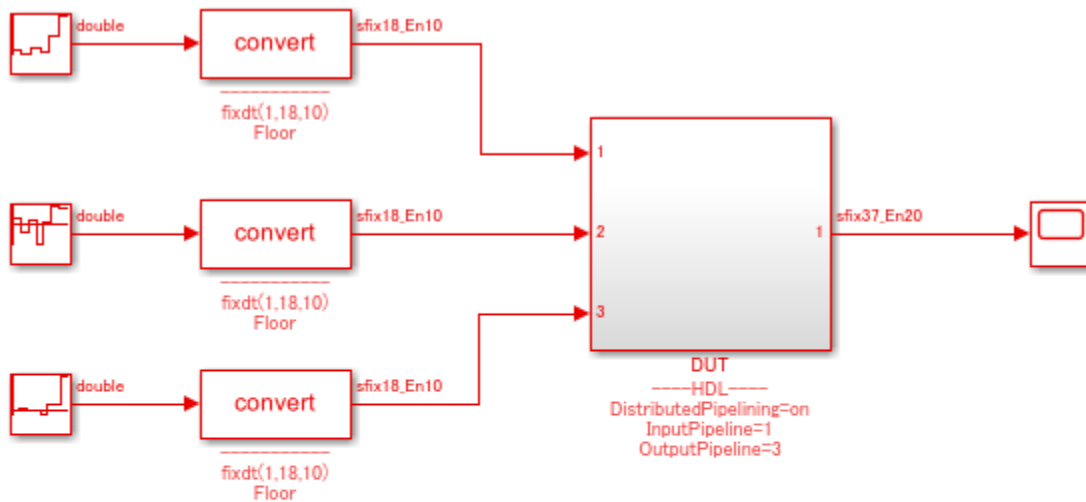 double
convert
sfix18_En10
------------
fixdt(1,18,10)
Floor
double
convert
sfix18_En10
------------
fixdt(1,18,10)
Floor
double
convert
sfix18_En10
------------
fixdt(1,18,10)
Floor
1
2
3
1
sfix37_En20
DUT
----HDL----
DistributedPipelining=on
InputPipeline=1
OutputPipeline=3